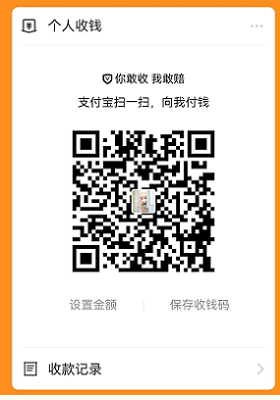 个人收钱
你敢收 我敢赔
支付宝扫一扫，向我付钱
设置金额
保存收钱码
收款记录